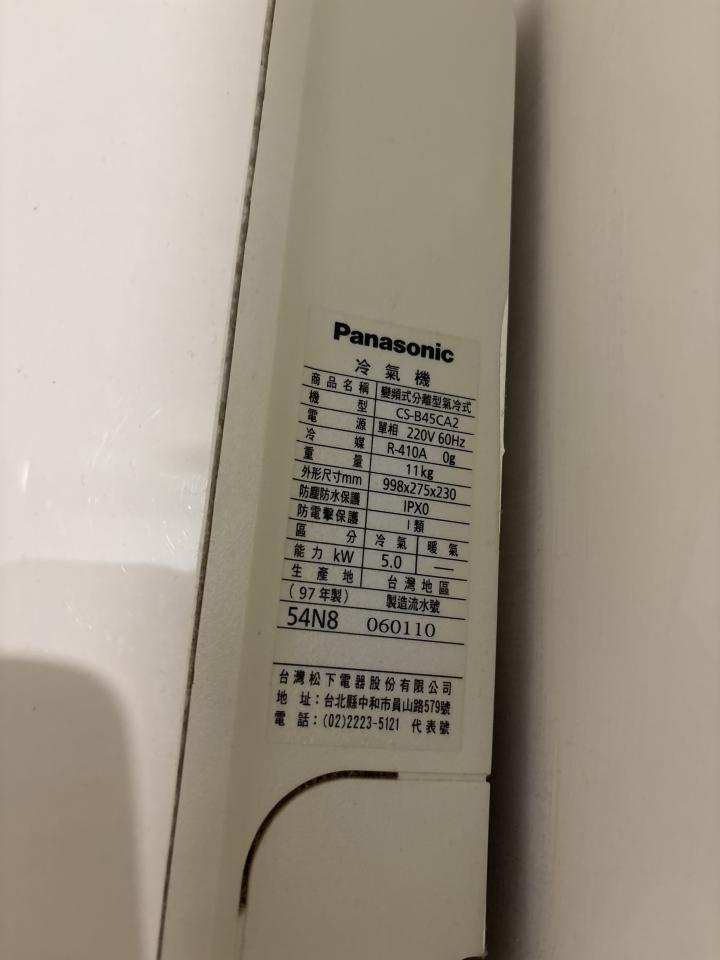 Panasonic
冷氣機
商品名稱 變頻式分離型氣冷式
機型 CS-B45CA2
電源 單相 220V 60Hz
冷媒 R-410A 0g
重量 11kg
外形尺寸mm 998x275x230
防塵防水保護 IPX0
防電擊保護 I類
區分 冷氣 暖氣
能力 kW 5.0 —
生產地 台灣地區
(97年製) 製造流水號
54N8 060110
台灣松下電器股份有限公司
地址：台北縣中和市員山路579號
電話：(02)2223-5121 代表號